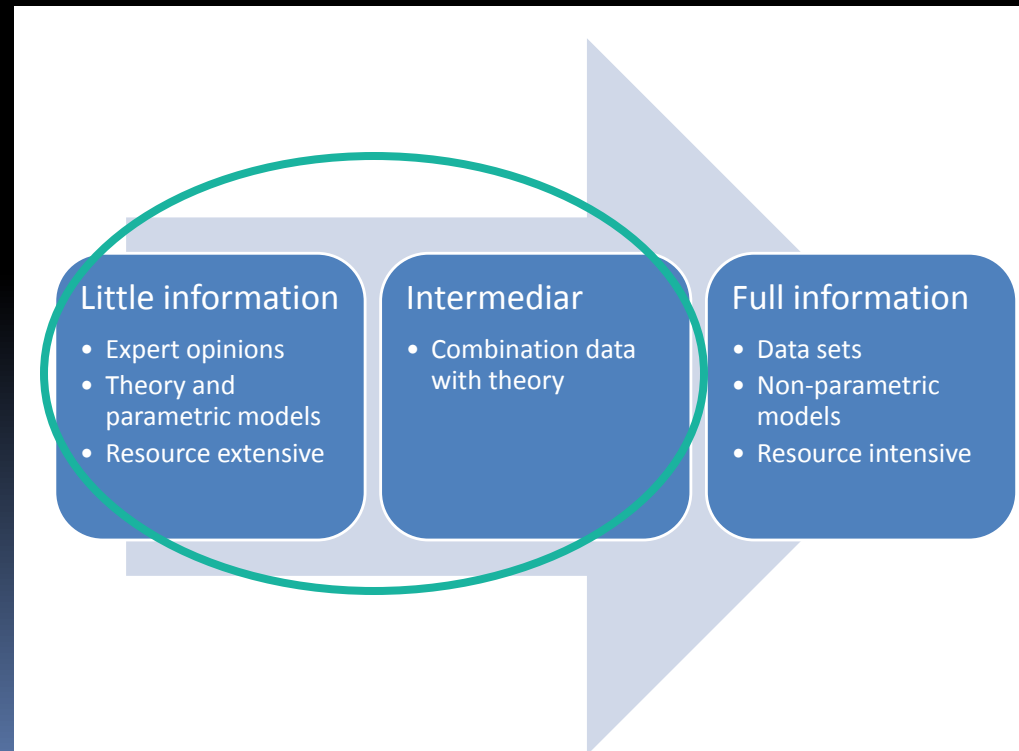 Little information
• Expert opinions
• Theory and
parametric models
• Resource extensive
Intermediar
• Combination data
with theory
Full information
• Data sets
• Non-parametric
models
• Resource intensive